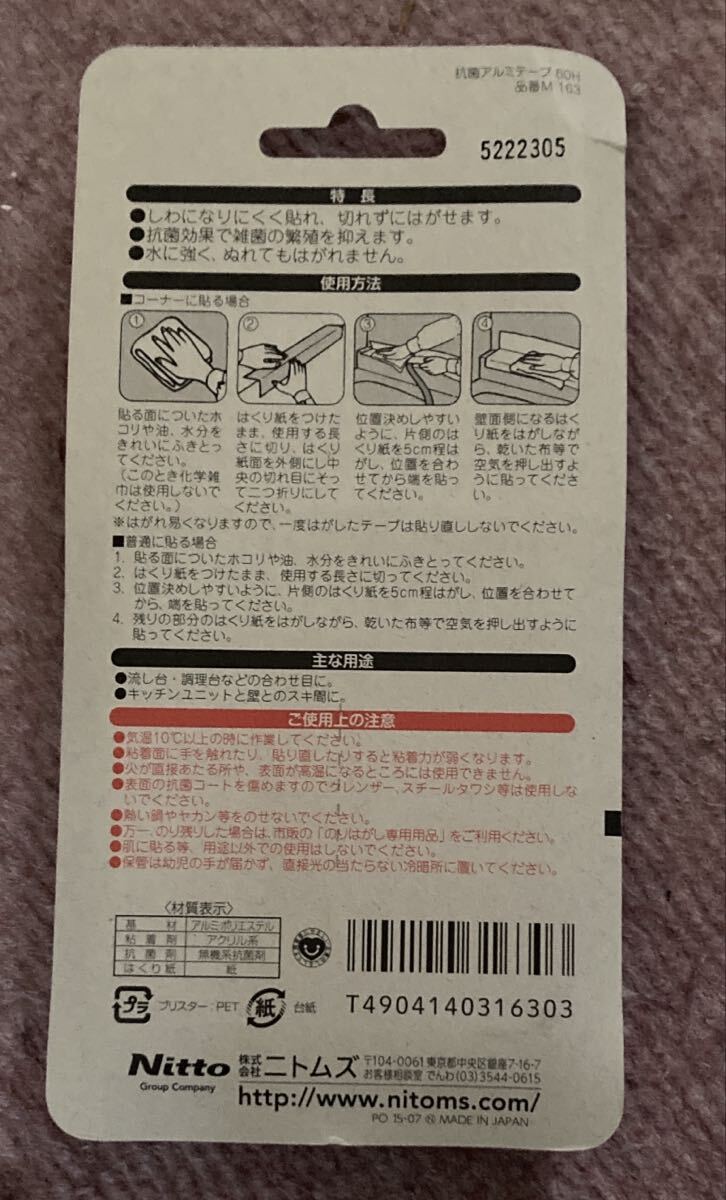 抗菌アルミテープ 60H
品番M 163
5222305
特 長
●しわになりにくく貼れ、切れずにはがせます。
●抗菌効果で雑菌の繁殖を抑えます。
●水に強く、ぬれてもはがれません。
使用方法
■コーナーに貼る場合
①
②
③
④
貼る面についたホ
コリや油、水分を
きれいにふきとっ
てください。
(このとき化学雑
巾は使用しないで
ください。)
はくり紙をつけた
まま、使用する長
さに切り、はくり
紙面を外側にし中
央の切れ目にそっ
て二つ折りにして
ください。
位置決めしやすい
ように、片側のは
くり紙を5cm程は
がし、位置を合わ
せてから端を貼っ
てください。
壁面側になるはく
り紙をはがしなが
ら、乾いた布等で
空気を押し出すよ
うに貼ってくださ
い。
※はがれ易くなりますので、一度はがしたテープは貼り直ししないでください。
■普通に貼る場合
1. 貼る面についたホコリや油、水分をきれいにふきとってください。
2. はくり紙をつけたまま、使用する長さに切ってください。
3. 位置決めしやすいように、片側のはくり紙を5cm程はがし、位置を合わせて
から、端を貼ってください。
4. 残りの部分のはくり紙をはがしながら、乾いた布等で空気を押し出すように
貼ってください。
主な用途
●流し台・調理台などの合わせ目に。
●キッチンユニットと壁とのスキ間に。
ご使用上の注意
●気温10℃以上の時に作業してください。
●粘着面に手を触れたり、貼り直したりすると粘着力が弱くなります。
●火が直接あたる所や、表面が高温になるところには使用できません。
●表面の抗菌コートを傷めますのでクレンザー、スチールタワシ等は使用しな
いでください。
●熱い鍋やヤカン等をのせないでください。
●万一、のり残りした場合は、市販の「のりはがし専用用品」をご利用ください。
●肌に貼る等、用途以外での使用はしないでください。
●保管は幼児の手が届かず、直接光の当たらない冷暗所に置いてください。
〈材質表示〉
基 材 アルミポリエステル
粘 着 剤 アクリル系
抗 菌 剤 無機系抗菌剤
はくり紙 紙
T4904140316303
プラ ブリスター:PET 紙 台紙
Nitto
Group Company
株式会社 ニトムズ
〒104-0061 東京都中央区銀座7-16-7
お客様相談室 でんわ(03)3544-0615
http://www.nitoms.com/
PO 15-07 Ⓝ MADE IN JAPAN